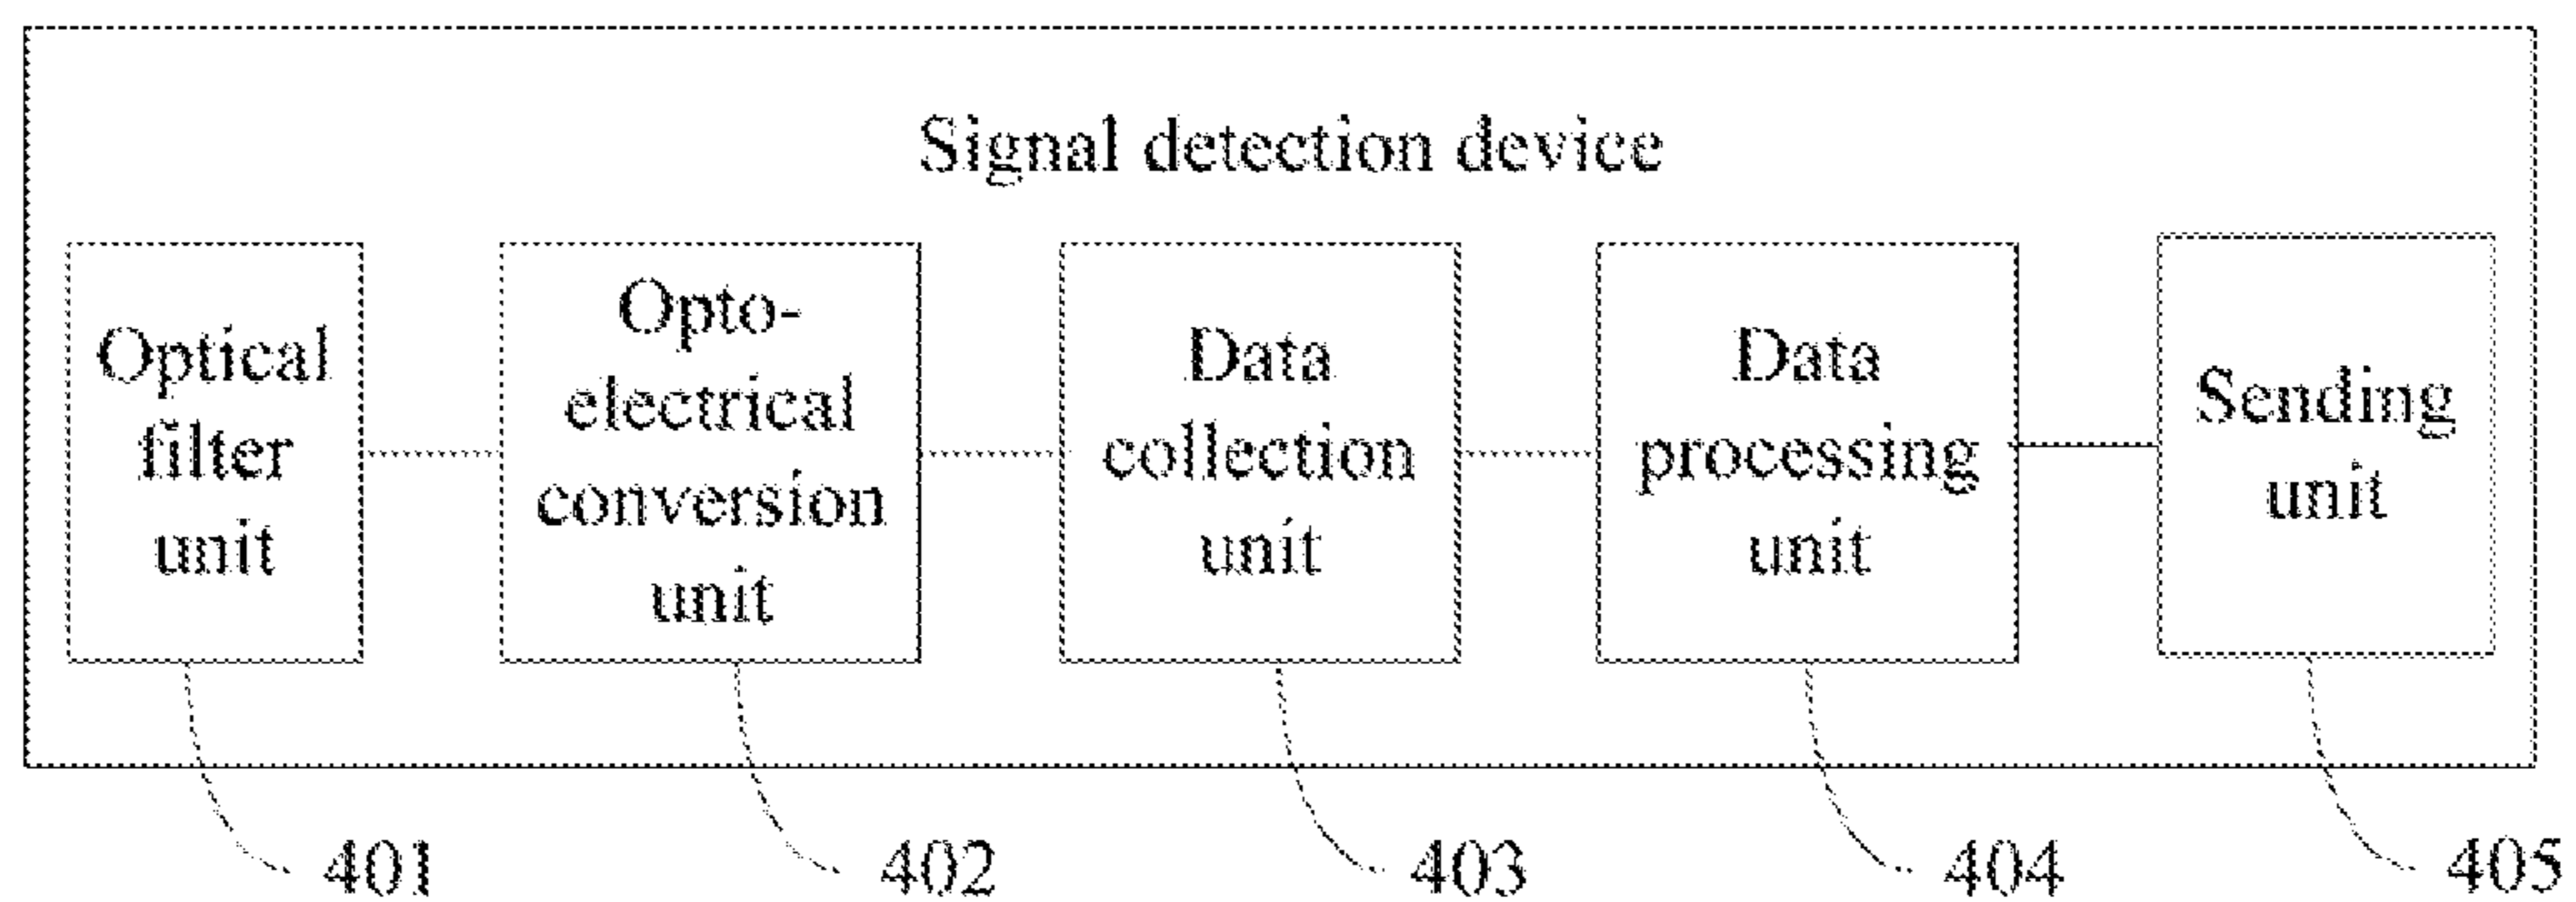 Signal detection device
Optical
filter
unit
Opto-
electrical
conversion
unit
Data
collection
unit
Data
processing
unit
Sending
unit
401
402
403
404
405